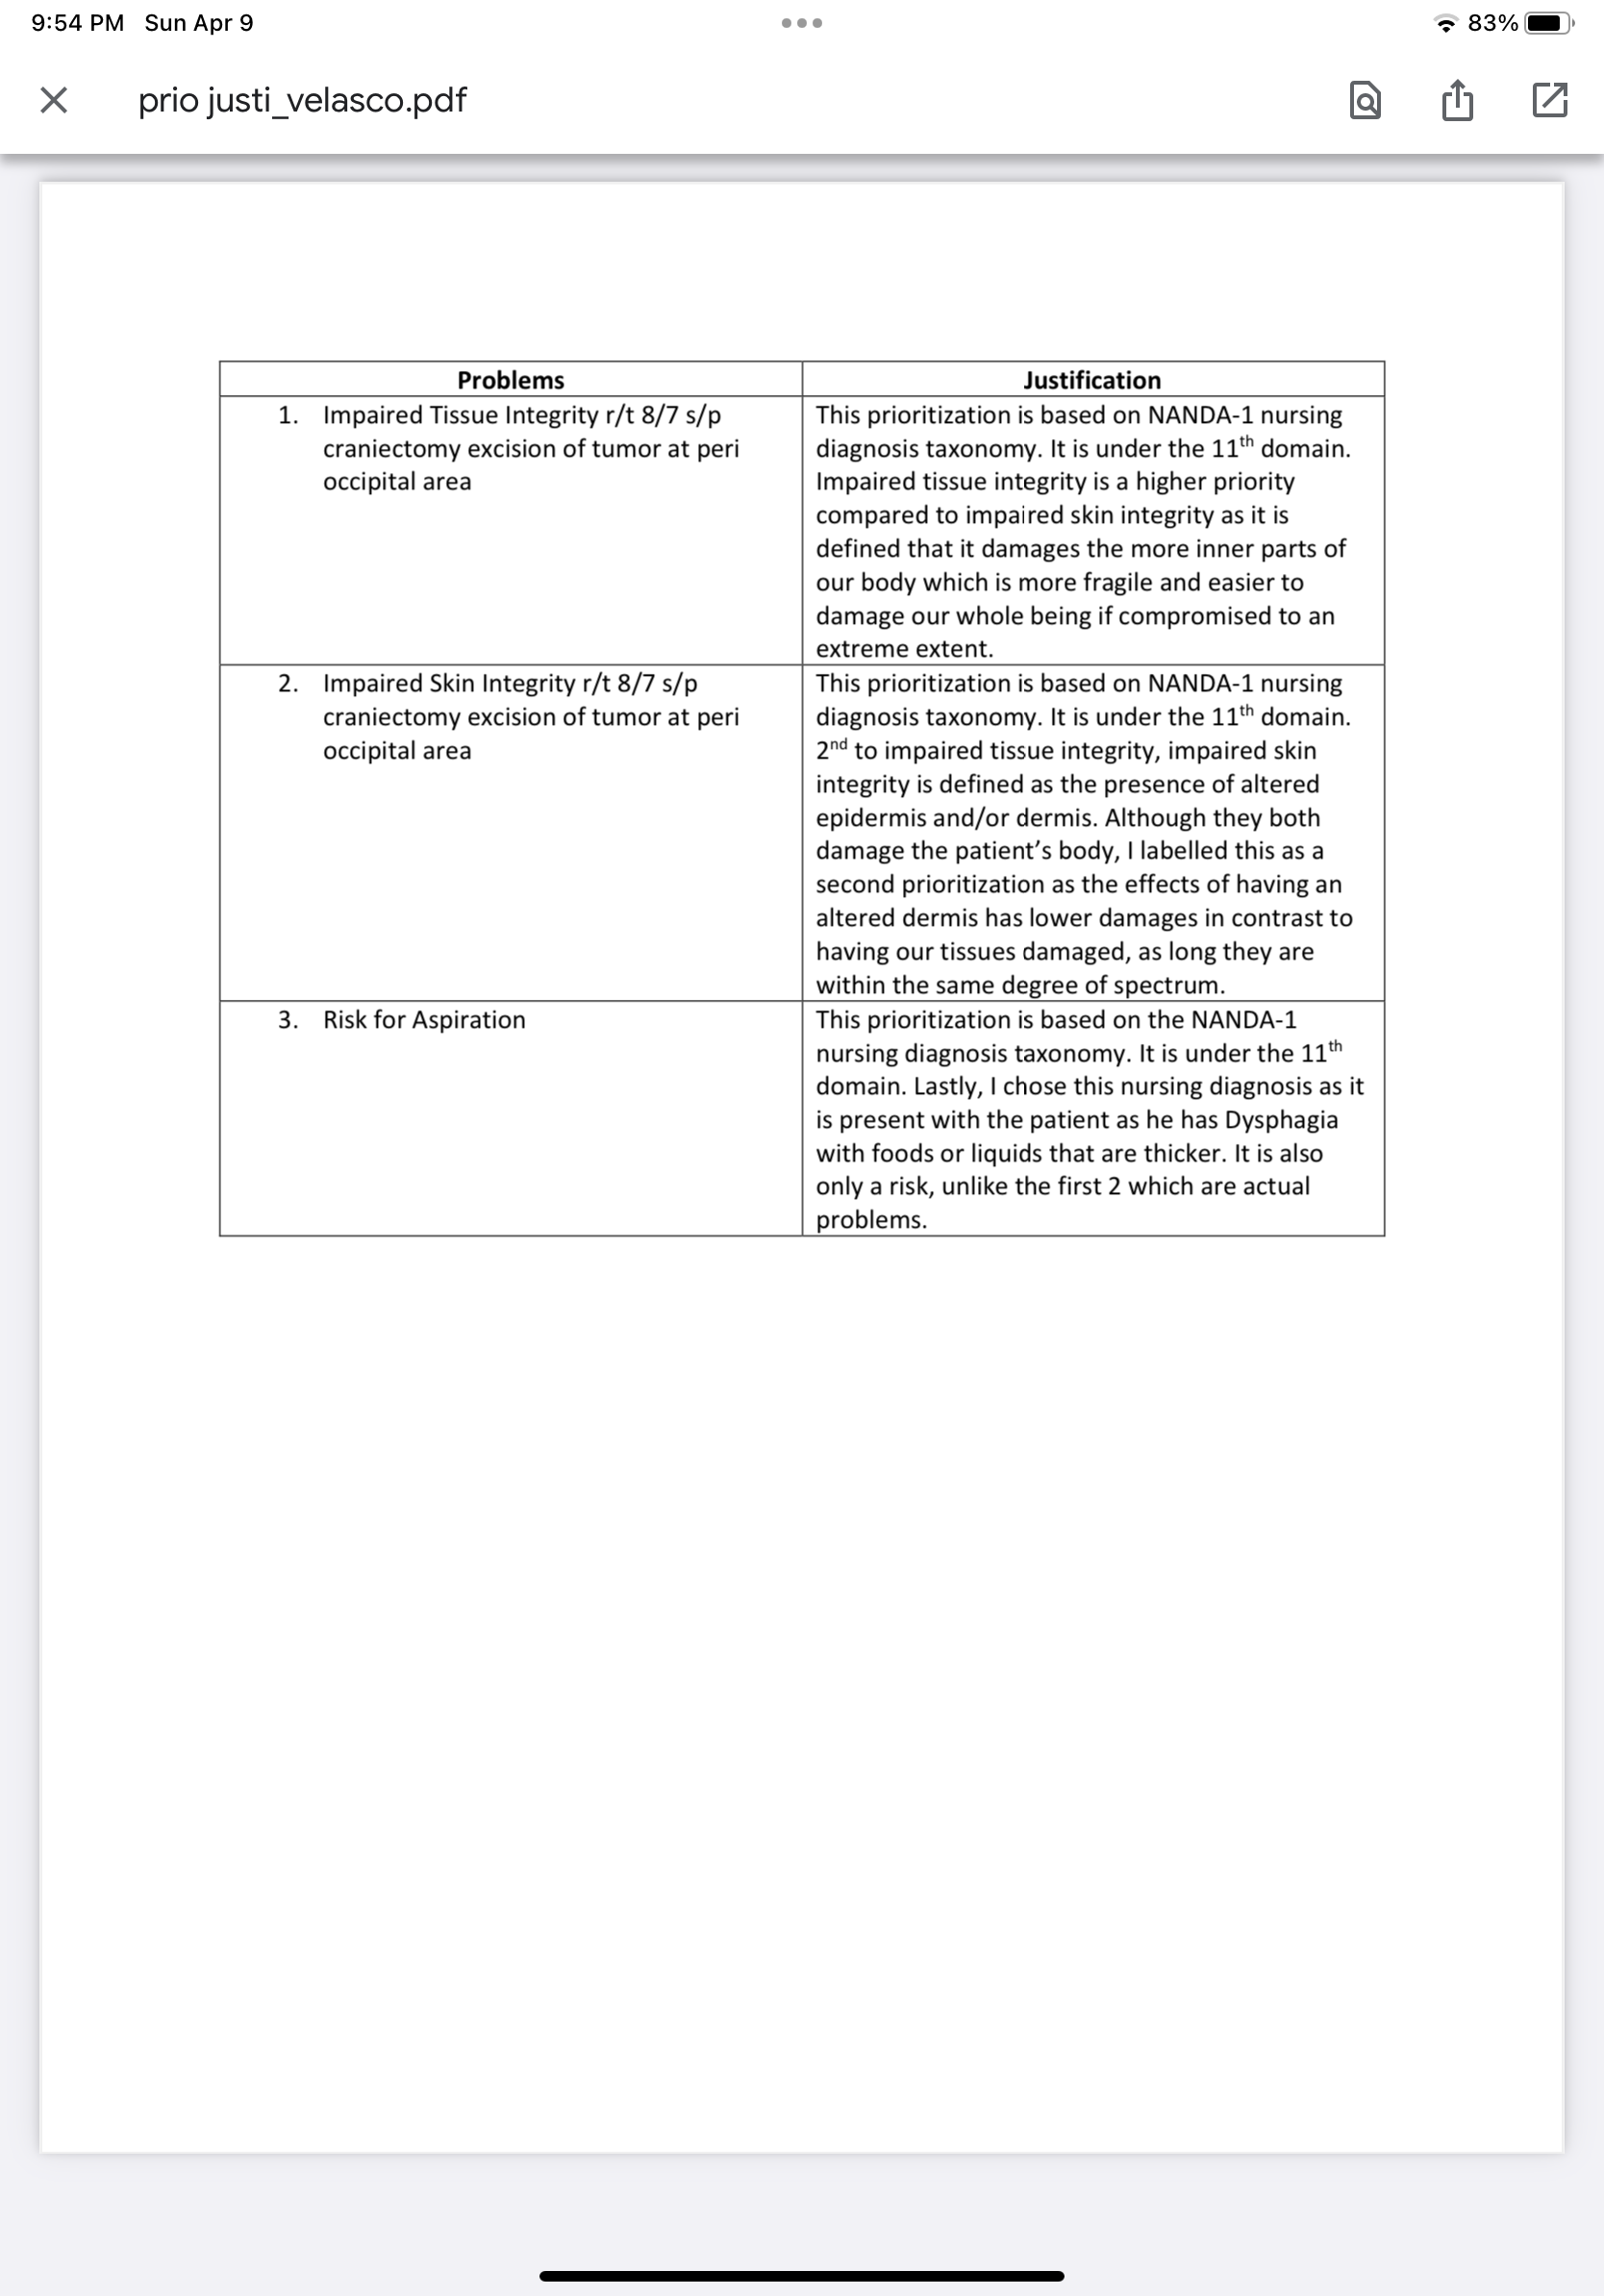 9:54 PM Sun Apr 9
83%
prio justi_velasco.pdf
Problems
Justification
1. Impaired Tissue Integrity r/t 8/7 s/p
craniectomy excision of tumor at peri
occipital area
This prioritization is based on NANDA-1 nursing
diagnosis taxonomy. It is under the 11th domain.
Impaired tissue integrity is a higher priority
compared to impaired skin integrity as it is
defined that it damages the more inner parts of
our body which is more fragile and easier to
damage our whole being if compromised to an
extreme extent.
2. Impaired Skin Integrity r/t 8/7 s/p
craniectomy excision of tumor at peri
occipital area
This prioritization is based on NANDA-1 nursing
diagnosis taxonomy. It is under the 11th domain.
2nd to impaired tissue integrity, impaired skin
integrity is defined as the presence of altered
epidermis and/or dermis. Although they both
damage the patient’s body, I labelled this as a
second prioritization as the effects of having an
altered dermis has lower damages in contrast to
having our tissues damaged, as long they are
within the same degree of spectrum.
3. Risk for Aspiration
This prioritization is based on the NANDA-1
nursing diagnosis taxonomy. It is under the 11th
domain. Lastly, I chose this nursing diagnosis as it
is present with the patient as he has Dysphagia
with foods or liquids that are thicker. It is also
only a risk, unlike the first 2 which are actual
problems.